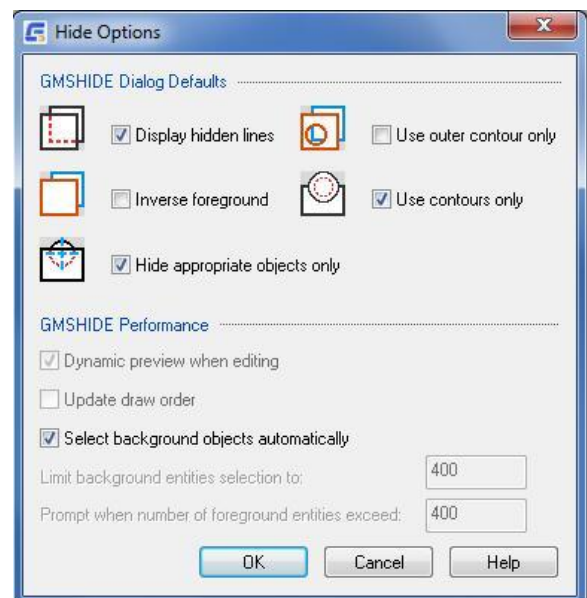 Hide Options
GMSHIDE Dialog Defaults
Display hidden lines
Use outer contour only
Inverse foreground
Use contours only
Hide appropriate objects only
GMSHIDE Performance
Dynamic preview when editing
Update draw order
Select background objects automatically
Limit background entities selection to: 400
Prompt when number of foreground entities exceed: 400
OK Cancel Help